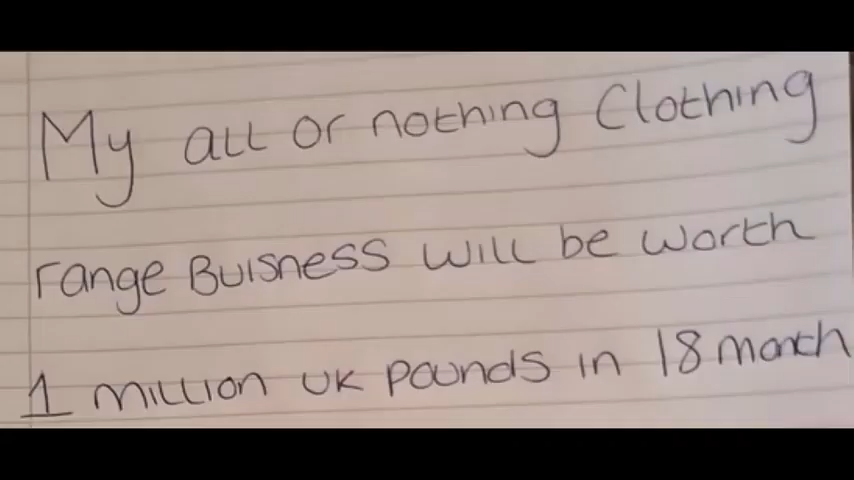 My all or nothing Clothing
range Buisness will be worth
1 million UK pounds in 18 month